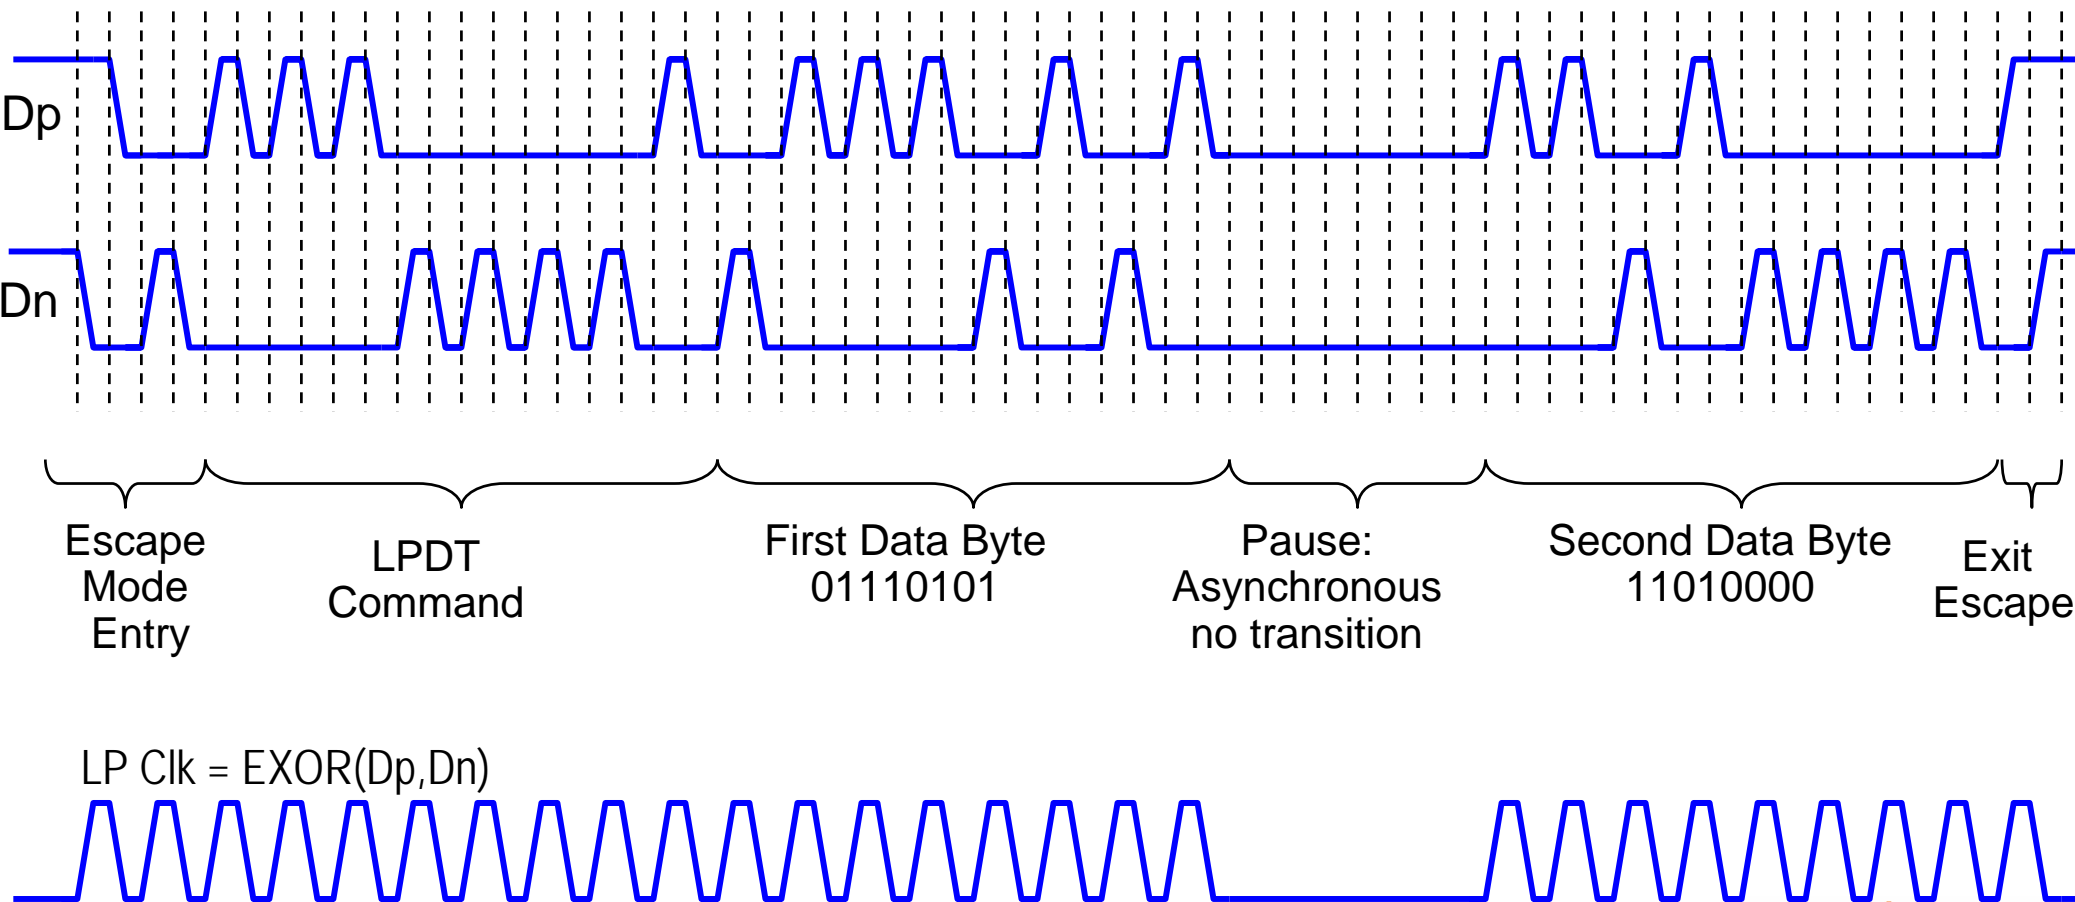 Dp
Dn
Escape
Mode
Entry
LPDT
Command
First Data Byte
01110101
Pause:
Asynchronous
no transition
Second Data Byte
11010000
Exit
Escape
LP Clk = EXOR(Dp,Dn)